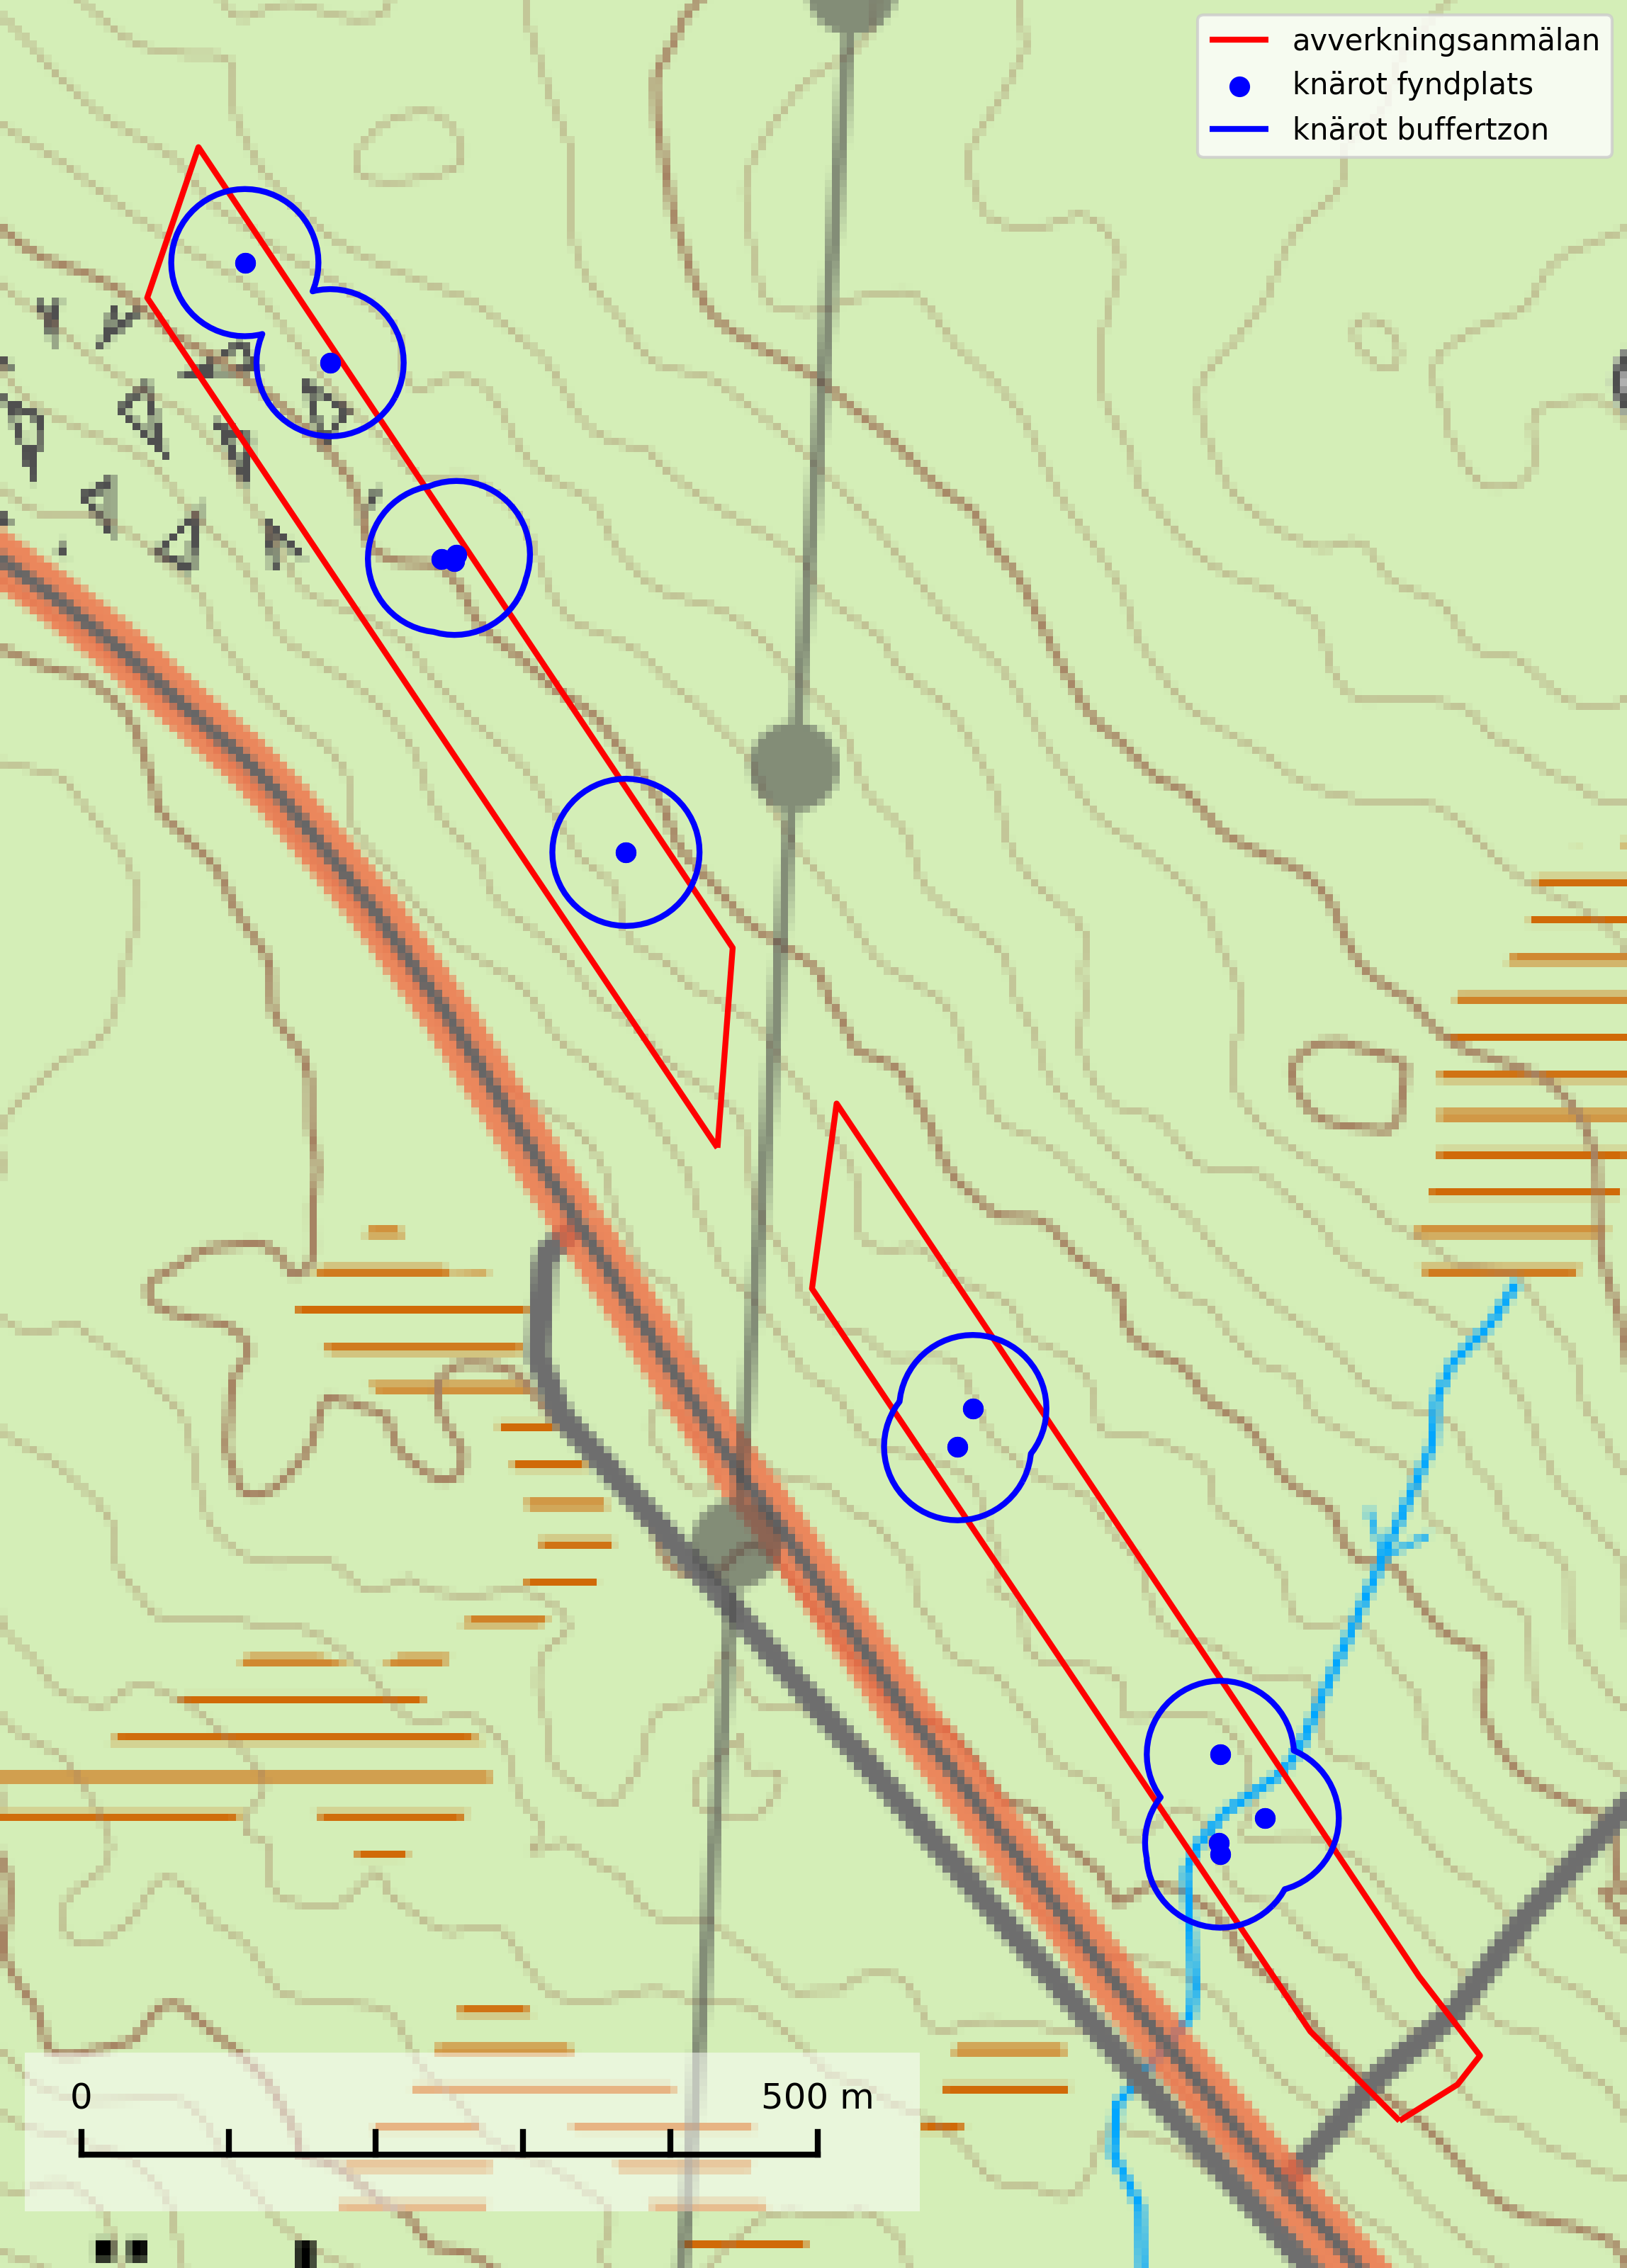 avverkningsanmälan
knärot fyndplats
knärot buffertzon
0 500 m